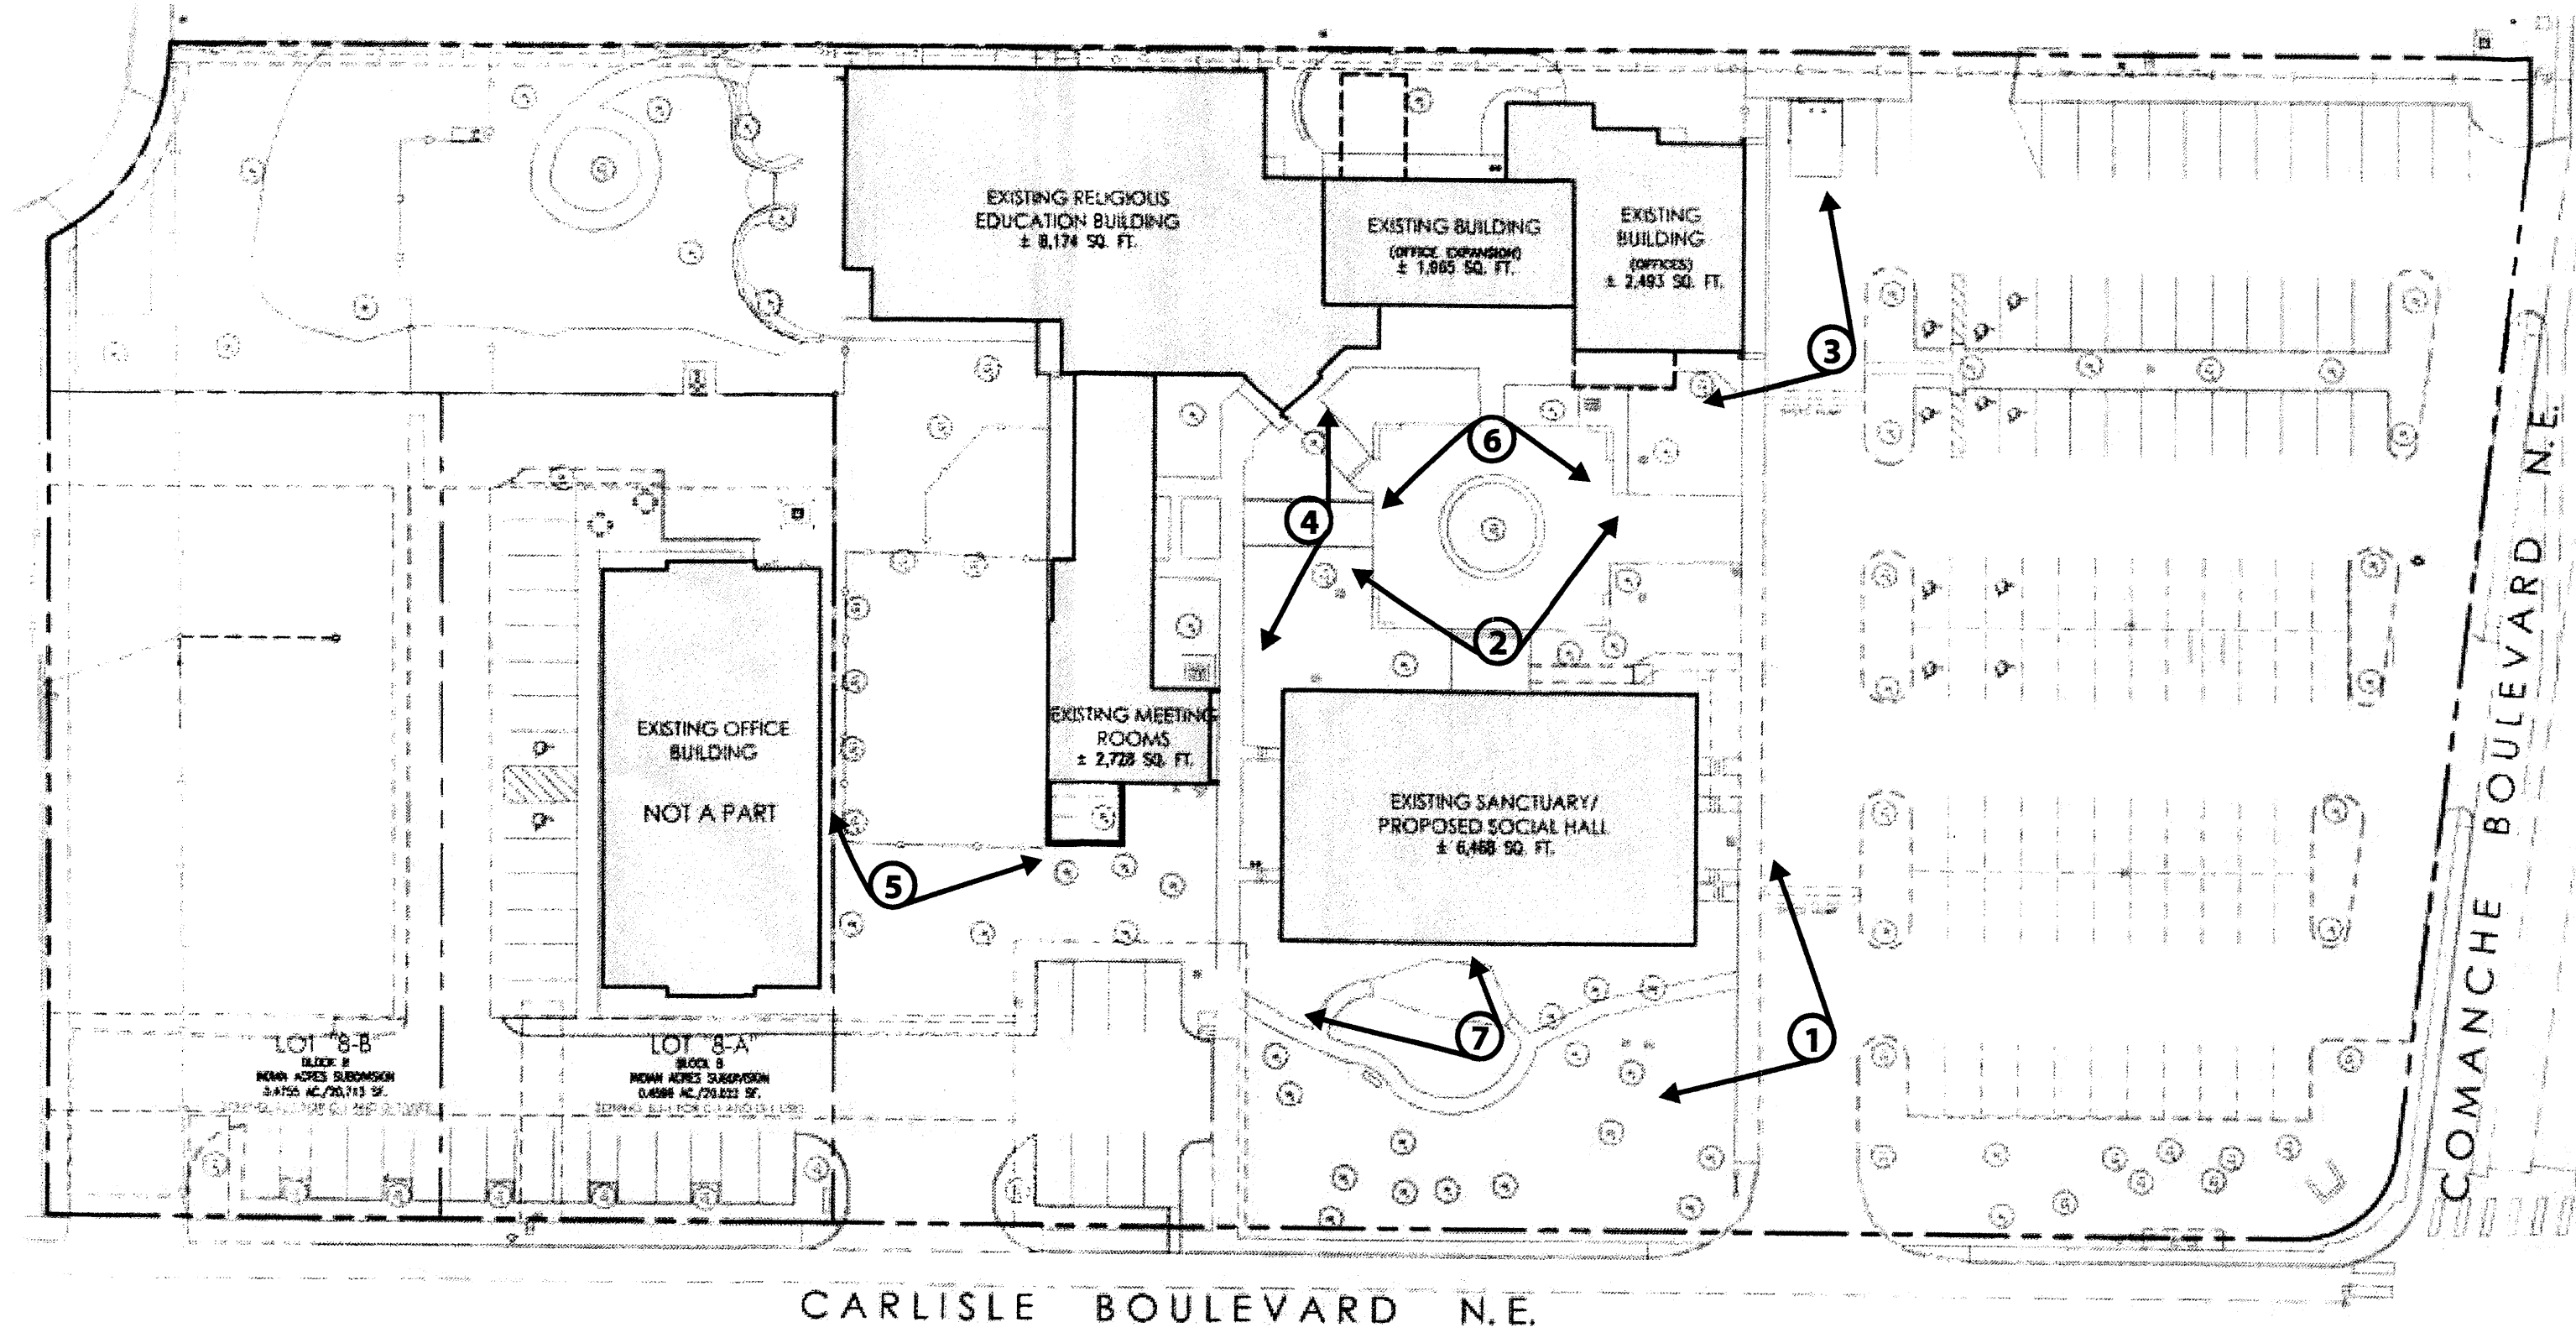 EXISTING RELIGIOUS
EDUCATION BUILDING
± 8,174 SQ. FT.
EXISTING BUILDING
(OFFICE EXPANSION)
± 1,965 SQ. FT.
EXISTING
BUILDING
(OFFICES)
± 2,493 SQ. FT.
3
6
4
2
EXISTING OFFICE
BUILDING
NOT A PART
EXISTING MEETING
ROOMS
± 2,728 SQ. FT.
EXISTING SANCTUARY/
PROPOSED SOCIAL HALL
± 6,468 SQ. FT.
5
7
1
LOT "8-B"
BLOCK B
INDIAN ACRES SUBDIVISION
LOT "8-A"
BLOCK B
INDIAN ACRES SUBDIVISION
COMANCHE BOULEVARD N.E.
CARLISLE BOULEVARD N.E.